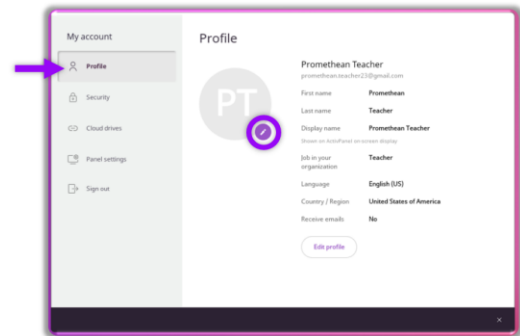 My account
Profile
Security
Cloud drives
Panel settings
Sign out
Profile
PT
Promethean Teacher
promethean.teacher23@gmail.com
First name Promethean
Last name Teacher
Display name Promethean Teacher
Shown on ActivPanel on-screen display
Job in your
organization Teacher
Language English (US)
Country / Region United States of America
Receive emails No
Edit profile